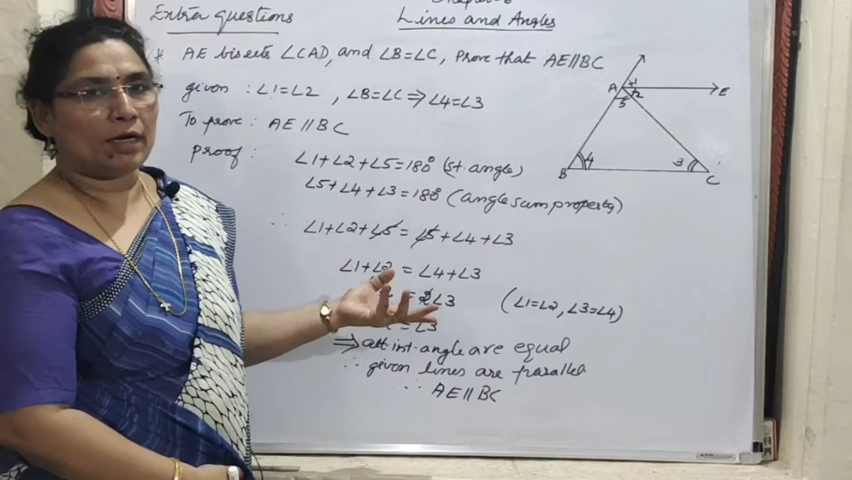 Extra questions
Lines and Angles
* AE bisects ∠CAD, and ∠B=∠C, Prove that AE||BC
given : ∠1=∠2 , ∠B=∠C ⇒ ∠4=∠3
To prove : AE||BC
proof :
∠1+∠2+∠5=180° (st. angle)
∠5+∠4+∠3=180° (angle sum property)
∴ ∠1+∠2+∠5=∠5+∠4+∠3
∠1+∠2 = ∠4+∠3
= 2∠3 (∠1=∠2, ∠3=∠4)
= ∠3
⇒ alt int. angle are equal
∴ given lines are parallel
∴ AE||BC
A 1 2 E
5
B 4 3 C